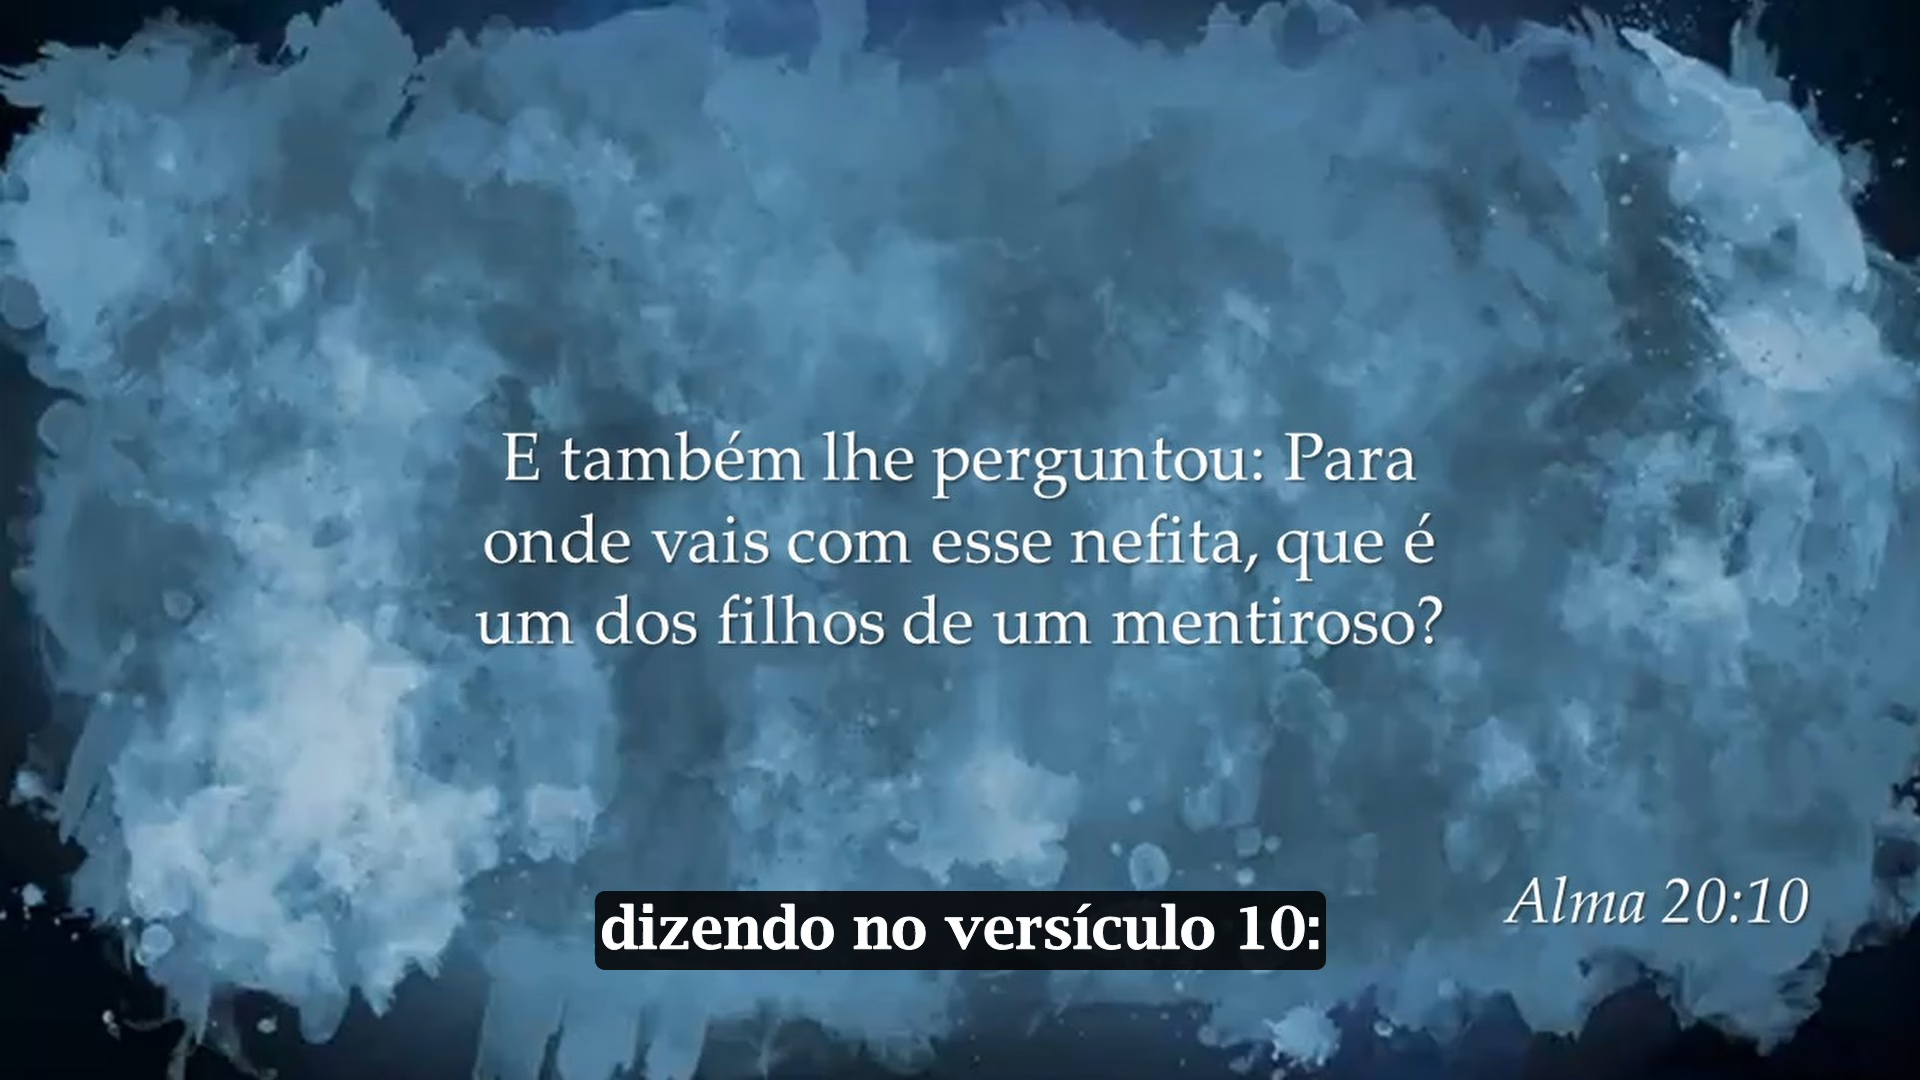 E também lhe perguntou: Para
onde vais com esse nefita, que é
um dos filhos de um mentiroso?
Alma 20:10
dizendo no versículo 10: